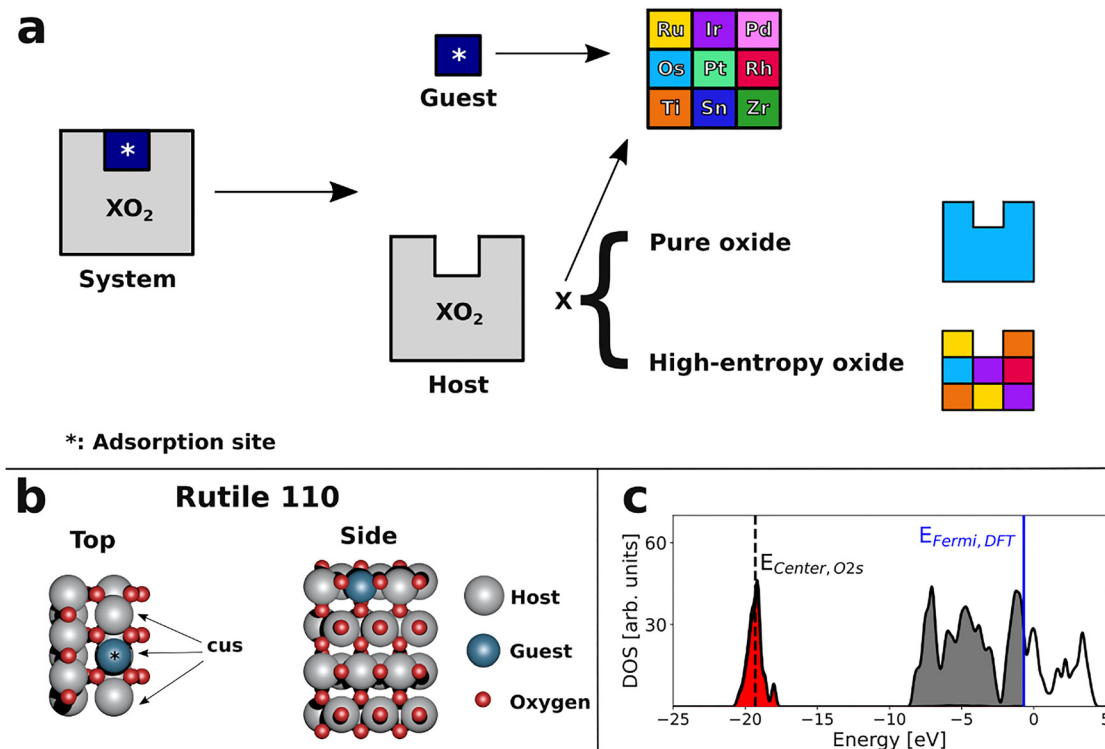 a
*
Guest
Ru Ir Pd
Os Pt Rh
Ti Sn Zr
*
XO₂
System
XO₂
Host
X {
Pure oxide
High-entropy oxide
*: Adsorption site
b
Rutile 110
Top
Side
cus
*
Host
Guest
Oxygen
c
DOS [arb. units]
60
30
E_Center, O2s
E_Fermi, DFT
−25 −20 −15 −10 −5 0 5
Energy [eV]